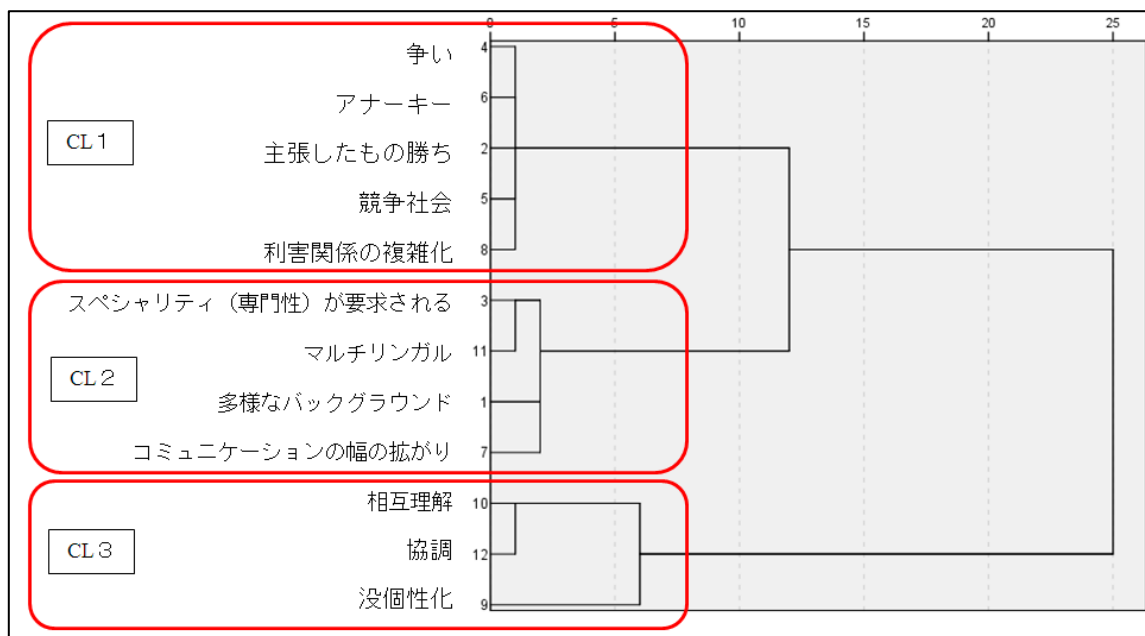 0 5 10 15 20 25
争い 4
アナーキー 6
CL１
主張したもの勝ち 2
競争社会 5
利害関係の複雑化 8
スペシャリティ（専門性）が要求される 3
マルチリンガル 11
CL２
多様なバックグラウンド 1
コミュニケーションの幅の拡がり 7
相互理解 10
CL３
協調 12
没個性化 9